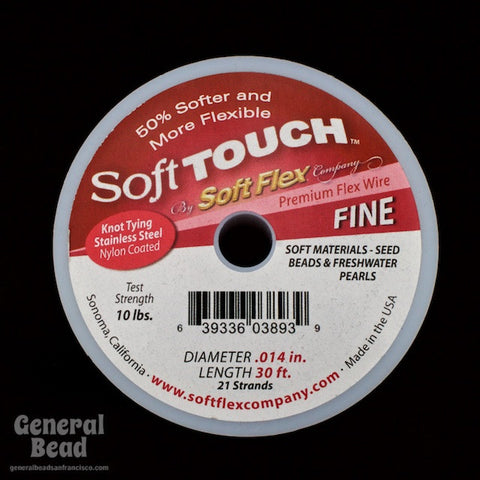 50% Softer and
More Flexible
Soft TOUCH™
By Soft Flex Company
Premium Flex Wire
FINE
Knot Tying
Stainless Steel
Nylon Coated
SOFT MATERIALS - SEED
BEADS & FRESHWATER
PEARLS
Test
Strength
10 lbs.
6 39336 03893 9
DIAMETER .014 in.
LENGTH 30 ft.
21 Strands
Sonoma, California • www.softflexcompany.com • Made in the USA
General
Bead
generalbeadsanfrancisco.com